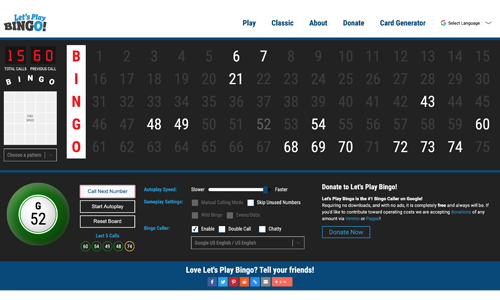 Let's Play
BINGO!
Play
Classic
About
Donate
Card Generator
Select Language
15 60
TOTAL CALLS PREVIOUS CALL
B I N G O
FREE
SPACE
Choose a pattern
B 1 2 3 4 5 6 7 8 9 10 11 12 13 14 15
I 16 17 18 19 20 21 22 23 24 25 26 27 28 29 30
N 31 32 33 34 35 36 37 38 39 40 41 42 43 44 45
G 46 47 48 49 50 51 52 53 54 55 56 57 58 59 60
O 61 62 63 64 65 66 67 68 69 70 71 72 73 74 75
G
52
Call Next Number
Start Autoplay
Reset Board
Last 5 Calls
60 54 49 48 74
Autoplay Speed: Slower Faster
Gameplay Settings: Manual Calling Mode Skip Unused Numbers
Wild Bingo Evens/Odds
Bingo Caller: Enable Double Call Chatty
Google US English / US English
Donate to Let's Play Bingo!
Let's Play Bingo is the #1 Bingo Caller on Google!
Requiring no downloads, and with no ads, it is completely free and always will be. If
you'd like to contribute toward operating costs we are accepting donations of any
amount via Venmo or Paypal!
Donate Now
Love Let's Play Bingo? Tell your friends!